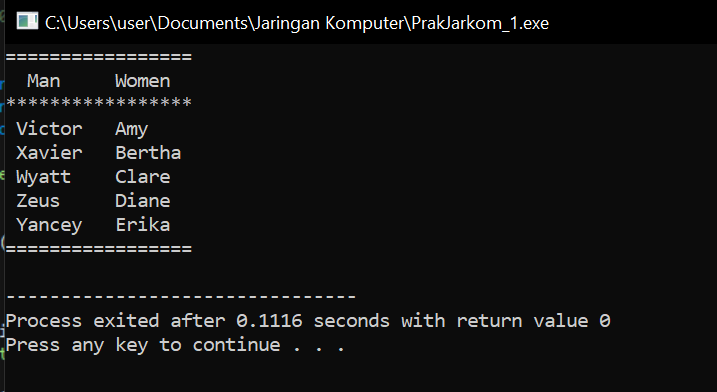 C:\Users\user\Documents\Jaringan Komputer\PrakJarkom_1.exe
=================
  Man     Women
*****************
 Victor   Amy
 Xavier   Bertha
 Wyatt    Clare
 Zeus     Diane
 Yancey   Erika
=================
--------------------------------
Process exited after 0.1116 seconds with return value 0
Press any key to continue . . .